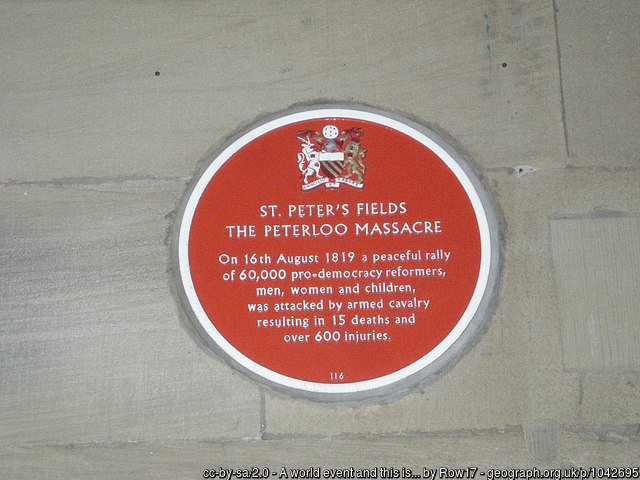 ST. PETER'S FIELDS
THE PETERLOO MASSACRE
On 16th August 1819 a peaceful rally
of 60,000 pro-democracy reformers,
men, women and children,
was attacked by armed cavalry
resulting in 15 deaths and
over 600 injuries.
116
cc-by-sa/2.0 - A world event and this is... by Row17 - geograph.org.uk/p/1042695